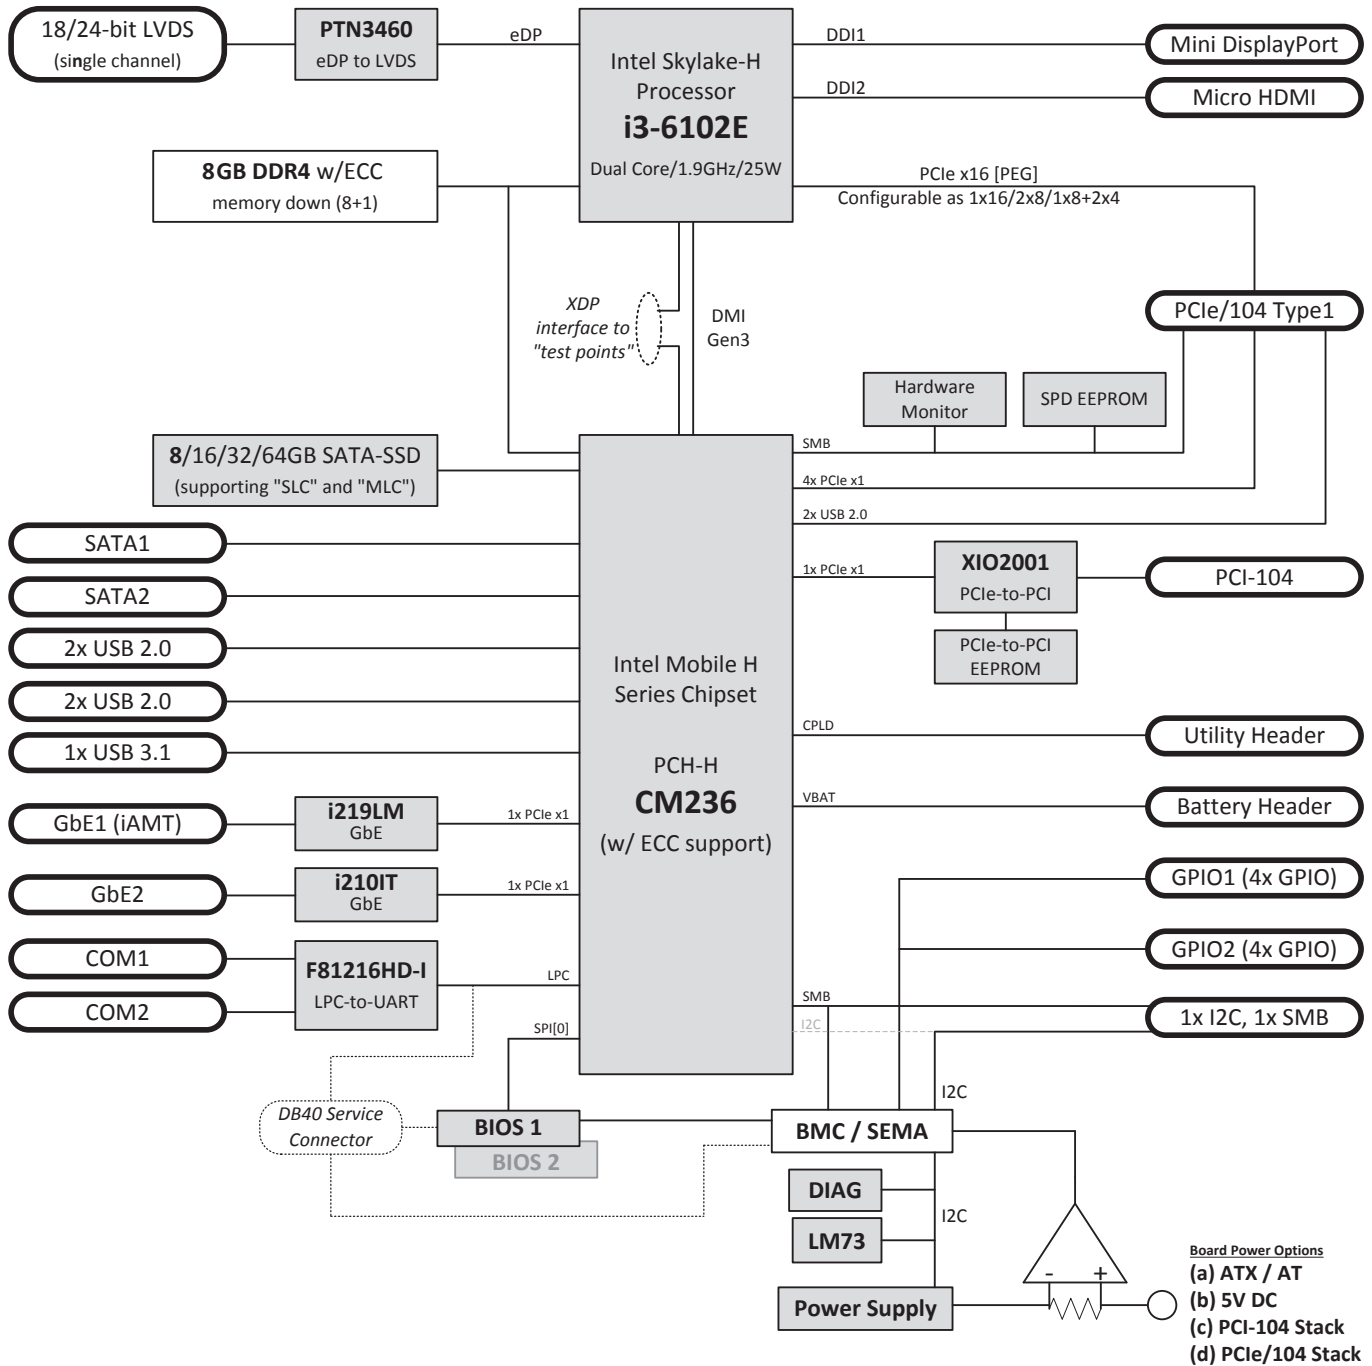 18/24-bit LVDS
(single channel)
PTN3460
eDP to LVDS
eDP
Intel Skylake-H
Processor
i3-6102E
Dual Core/1.9GHz/25W
DDI1
Mini DisplayPort
DDI2
Micro HDMI
8GB DDR4 w/ECC
memory down (8+1)
PCIe x16 [PEG]
Configurable as 1x16/2x8/1x8+2x4
XDP
interface to
"test points"
DMI
Gen3
PCIe/104 Type1
Hardware
Monitor
SPD EEPROM
8/16/32/64GB SATA-SSD
(supporting "SLC" and "MLC")
SMB
4x PCIe x1
2x USB 2.0
SATA1
SATA2
2x USB 2.0
2x USB 2.0
1x USB 3.1
1x PCIe x1
XIO2001
PCIe-to-PCI
PCI-104
PCIe-to-PCI
EEPROM
Intel Mobile H
Series Chipset
PCH-H
CM236
(w/ ECC support)
CPLD
Utility Header
VBAT
Battery Header
GbE1 (iAMT)
i219LM
GbE
1x PCIe x1
GbE2
i210IT
GbE
1x PCIe x1
GPIO1 (4x GPIO)
GPIO2 (4x GPIO)
COM1
COM2
F81216HD-I
LPC-to-UART
LPC
SPI[0]
SMB
I2C
1x I2C, 1x SMB
I2C
DB40 Service
Connector
BIOS 1
BIOS 2
BMC / SEMA
DIAG
LM73
I2C
Power Supply
- +
Board Power Options
(a) ATX / AT
(b) 5V DC
(c) PCI-104 Stack
(d) PCIe/104 Stack